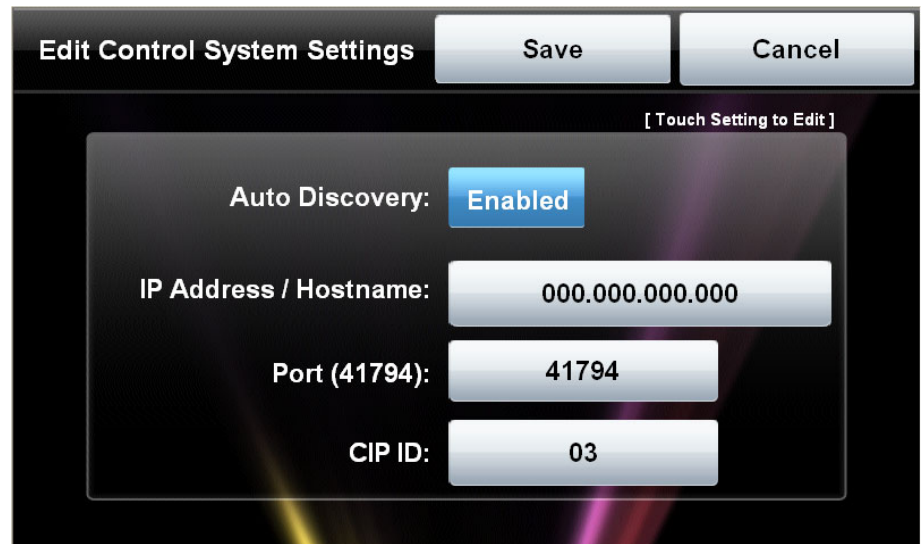 Edit Control System Settings Save Cancel
[ Touch Setting to Edit ]
Auto Discovery: Enabled
IP Address / Hostname: 000.000.000.000
Port (41794): 41794
CIP ID: 03